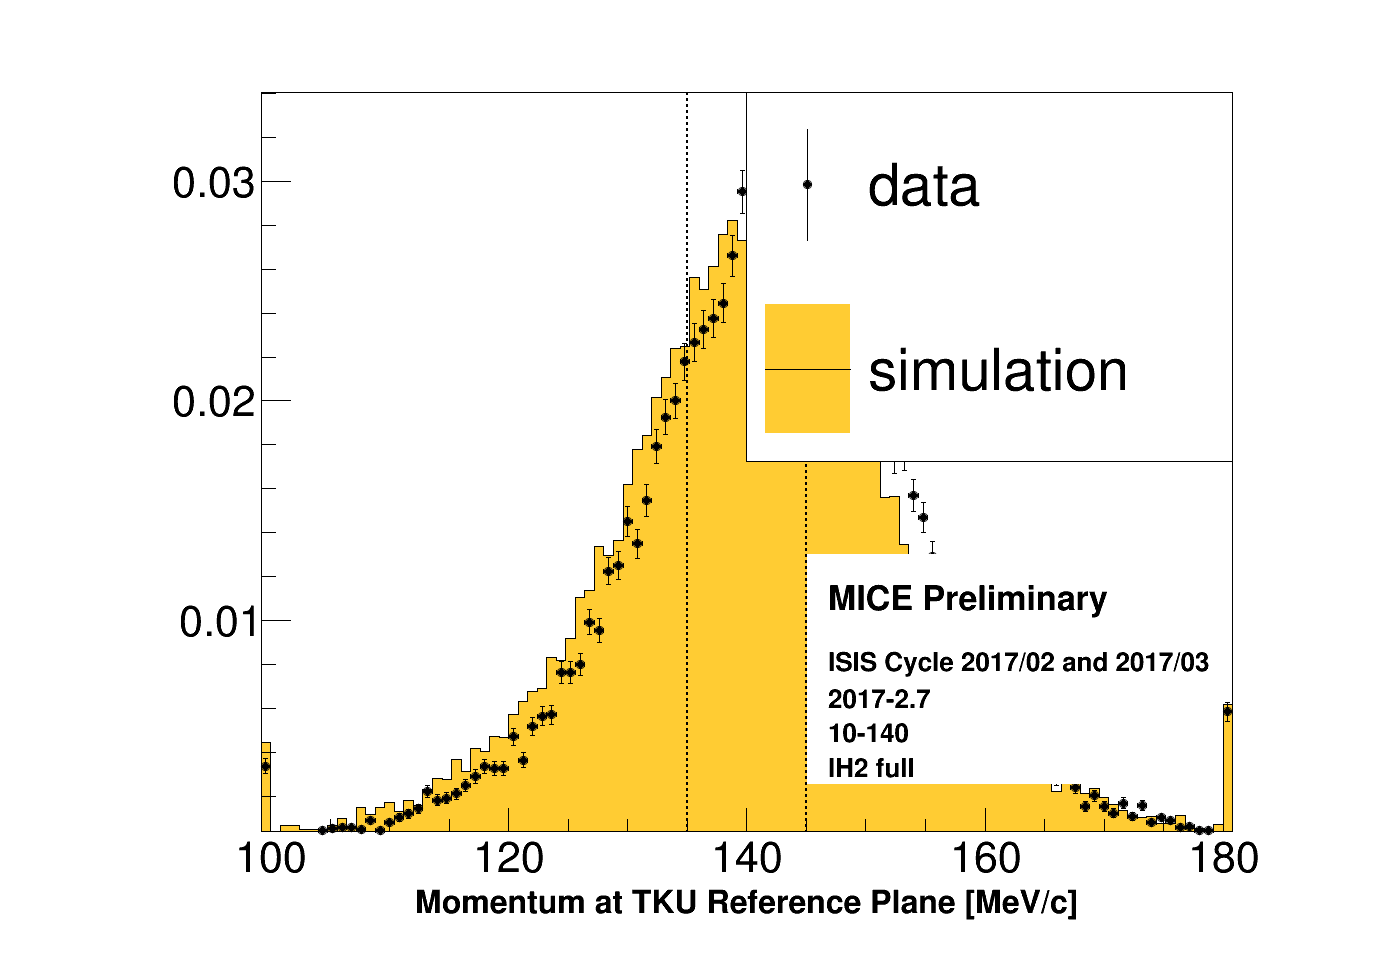 0.03
0.02
0.01
data
simulation
MICE Preliminary
ISIS Cycle 2017/02 and 2017/03
2017-2.7
10-140
IH2 full
100 120 140 160 180
Momentum at TKU Reference Plane [MeV/c]